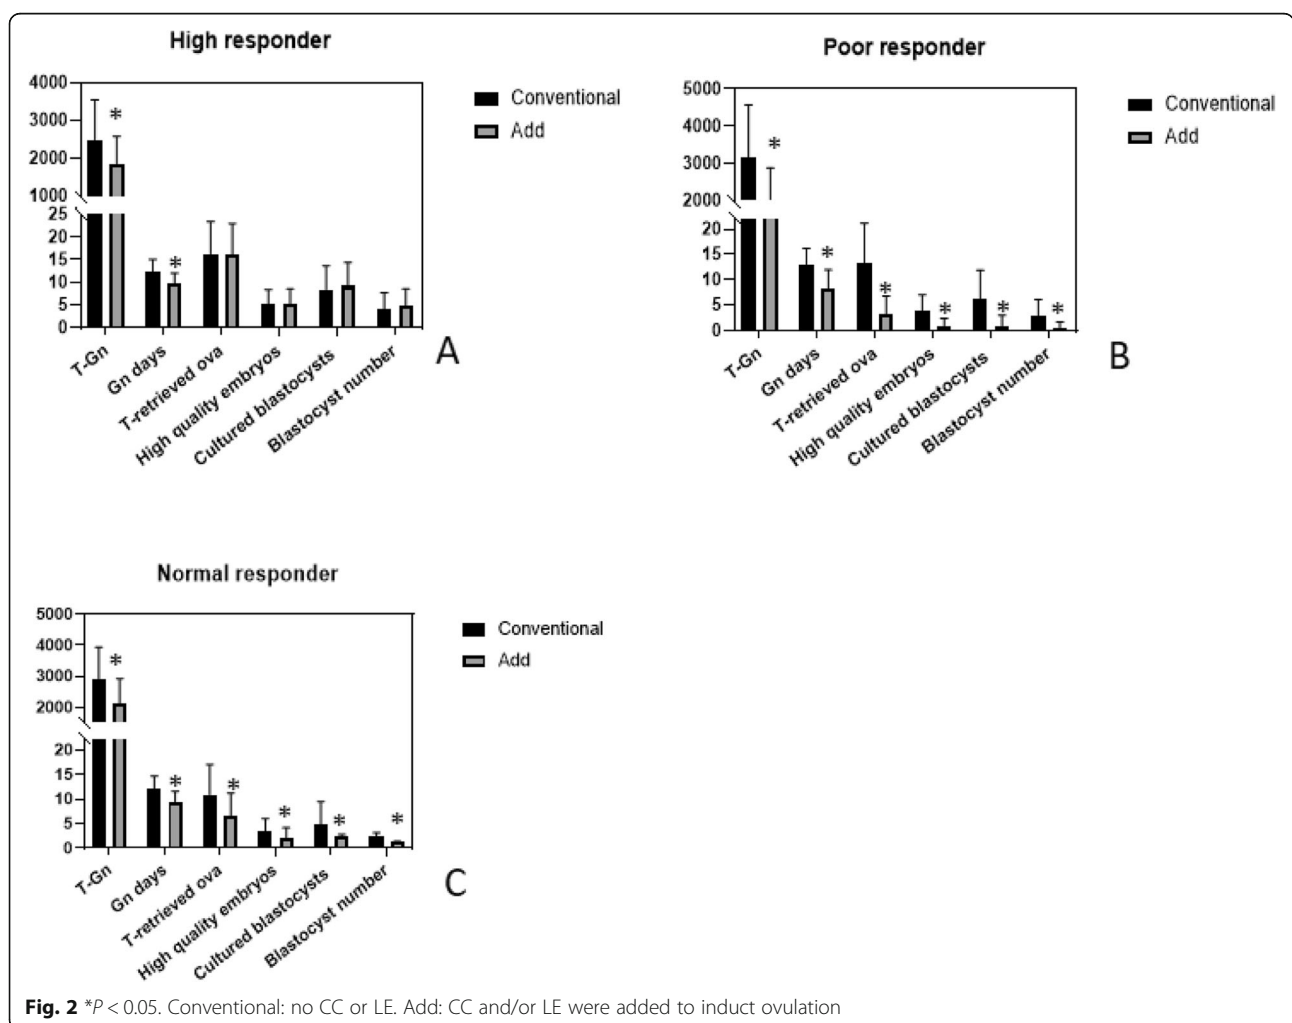 High responder
4000
3000
2000
1000
25
20
15
10
5
0
*
*
T-Gn
Gn days
T-retrieved ova
High quality embryos
Cultured blastocysts
Blastocyst number
Conventional
Add
A
Poor responder
5000
4000
3000
2000
20
15
10
5
0
*
*
*
*
*
*
T-Gn
Gn days
T-retrieved ova
High quality embryos
Cultured blastocysts
Blastocyst number
Conventional
Add
B
Normal responder
5000
4000
3000
2000
20
15
10
5
0
*
*
*
*
*
*
T-Gn
Gn days
T-retrieved ova
High quality embryos
Cultured blastocysts
Blastocyst number
Conventional
Add
C
Fig. 2 *P < 0.05. Conventional: no CC or LE. Add: CC and/or LE were added to induct ovulation